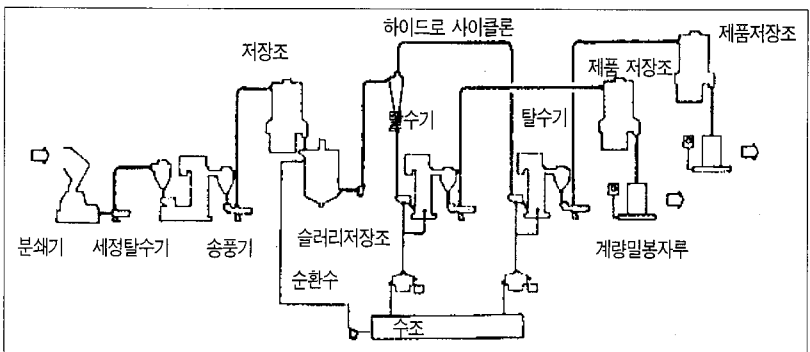 하이드로 사이클론
제품저장조
저장조
제품 저장조
탈수기
탈수기
분쇄기
세정탈수기
송풍기
슬러리저장조
계량밀봉자루
순환수
수조